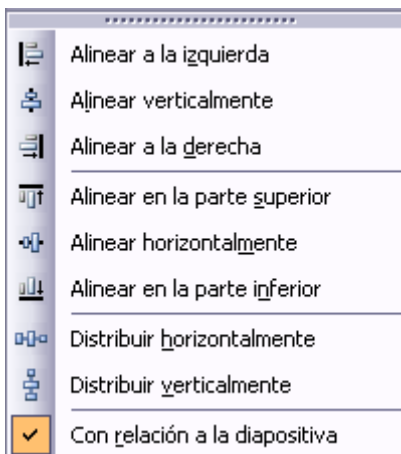 Alinear a la izquierda
Alinear verticalmente
Alinear a la derecha
Alinear en la parte superior
Alinear horizontalmente
Alinear en la parte inferior
Distribuir horizontalmente
Distribuir verticalmente
Con relación a la diapositiva